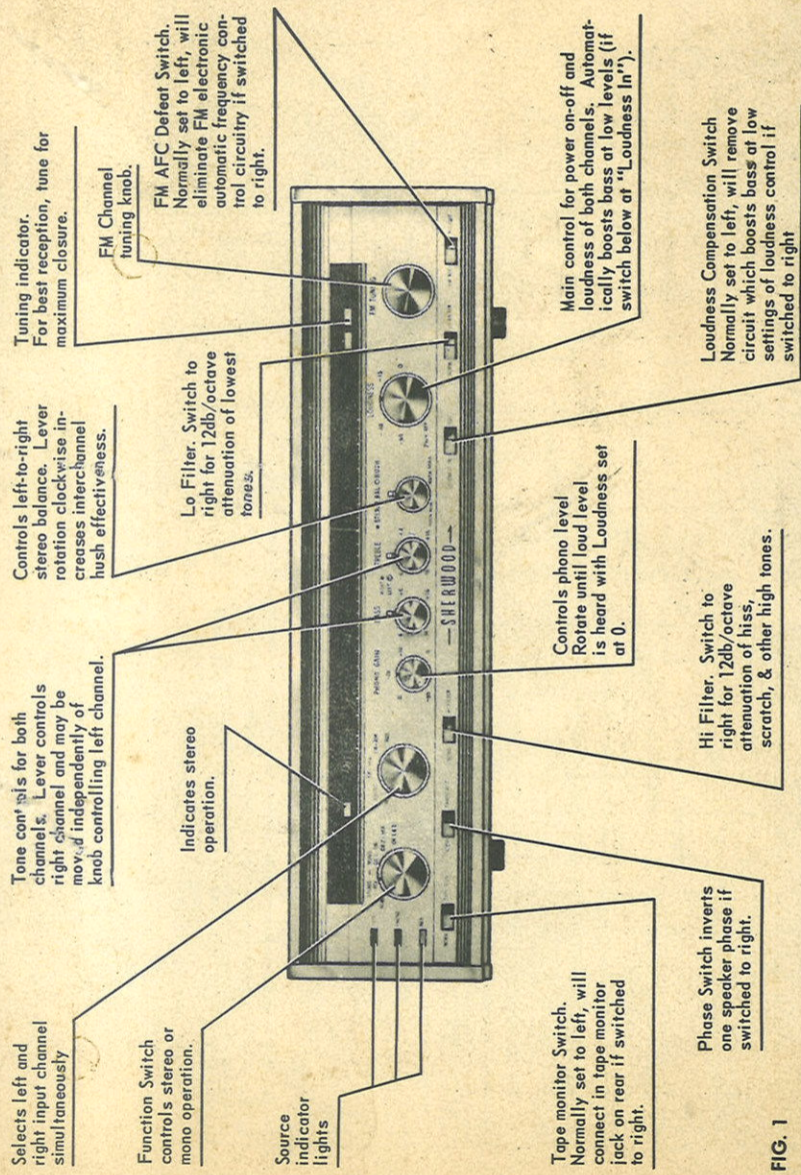 Selects left and
right input channel
simultaneously
Function Switch
controls stereo or
mono operation.
Source
indicator
lights
Tone controls for both
channels. Lever controls
right channel and may be
moved independently of
knob controlling left channel.
Indicates stereo
operation.
Controls left-to-right
stereo balance. Lever
rotation clockwise in-
creases interchannel
hush effectiveness.
Lo Filter. Switch to
right for 12db/octave
attenuation of lowest
tones.
Tuning indicator.
For best reception, tune for
maximum closure.
FM Channel
tuning knob.
FM AFC Defeat Switch.
Normally set to left, will
eliminate FM electronic
automatic frequency con-
trol circuitry if switched
to right.
PHONO GAIN
TREBLE
LOUDNESS
FM TUNING
SHERWOOD
Tape monitor Switch.
Normally set to left, will
connect in tape monitor
jack on rear if switched
to right.
Phase Switch inverts
one speaker phase if
switched to right.
Hi Filter. Switch to
right for 12db/octave
attenuation of hiss,
scratch, & other high tones.
Controls phono level
Rotate until loud level
is heard with Loudness set
at 0.
Main control for power on-off and
loudness of both channels. Automat-
ically boosts bass at low levels (if
switch below at "Loudness In").
Loudness Compensation Switch
Normally set to left, will remove
circuit which boosts bass at low
settings of loudness control if
switched to right
FIG. 1